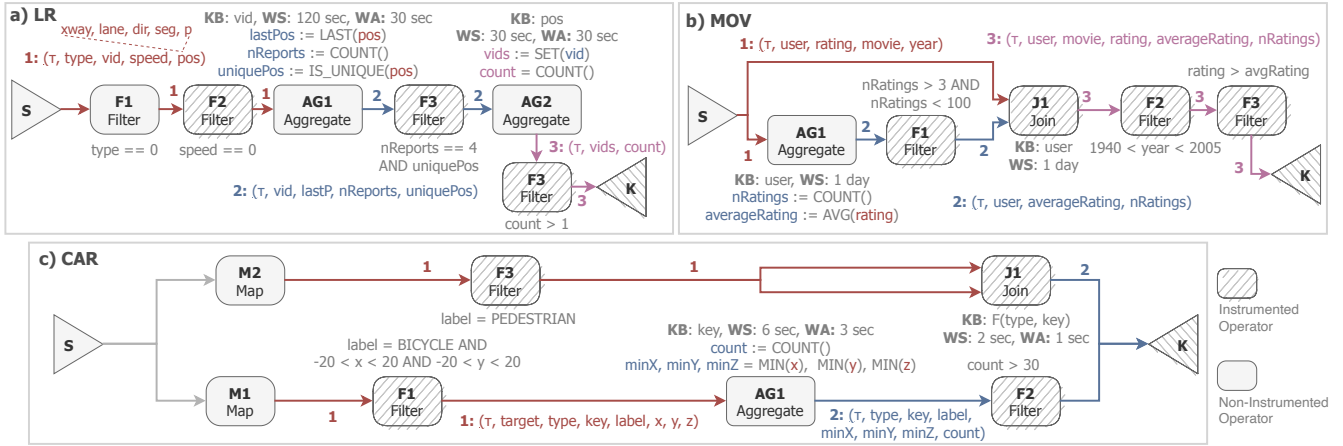 a) LR
xway, lane, dir, seg, p
1: (τ, type, vid, speed, pos)
KB: vid, WS: 120 sec, WA: 30 sec
lastPos := LAST(pos)
nReports := COUNT()
uniquePos := IS_UNIQUE(pos)
KB: pos
WS: 30 sec, WA: 30 sec
vids := SET(vid)
count = COUNT()
S
F1
Filter
type == 0
1
F2
Filter
speed == 0
1
AG1
Aggregate
2
F3
Filter
nReports == 4
AND uniquePos
2
AG2
Aggregate
3: (τ, vids, count)
2: (τ, vid, lastP, nReports, uniquePos)
F3
Filter
count > 1
3
K
b) MOV
1: (τ, user, rating, movie, year)
3: (τ, user, movie, rating, averageRating, nRatings)
S
1
AG1
Aggregate
KB: user, WS: 1 day
nRatings := COUNT()
averageRating := AVG(rating)
2
nRatings > 3 AND
nRatings < 100
F1
Filter
2
J1
Join
KB: user
WS: 1 day
3
F2
Filter
1940 < year < 2005
3
rating > avgRating
F3
Filter
3
K
2: (τ, user, averageRating, nRatings)
c) CAR
S
M2
Map
1
F3
Filter
label = PEDESTRIAN
1
J1
Join
KB: F(type, key)
WS: 2 sec, WA: 1 sec
2
K
M1
Map
1
label = BICYCLE AND
-20 < x < 20 AND -20 < y < 20
F1
Filter
1: (τ, target, type, key, label, x, y, z)
KB: key, WS: 6 sec, WA: 3 sec
count := COUNT()
minX, minY, minZ = MIN(x), MIN(y), MIN(z)
AG1
Aggregate
2: (τ, type, key, label,
minX, minY, minZ, count)
count > 30
F2
Filter
Instrumented
Operator
Non-Instrumented
Operator